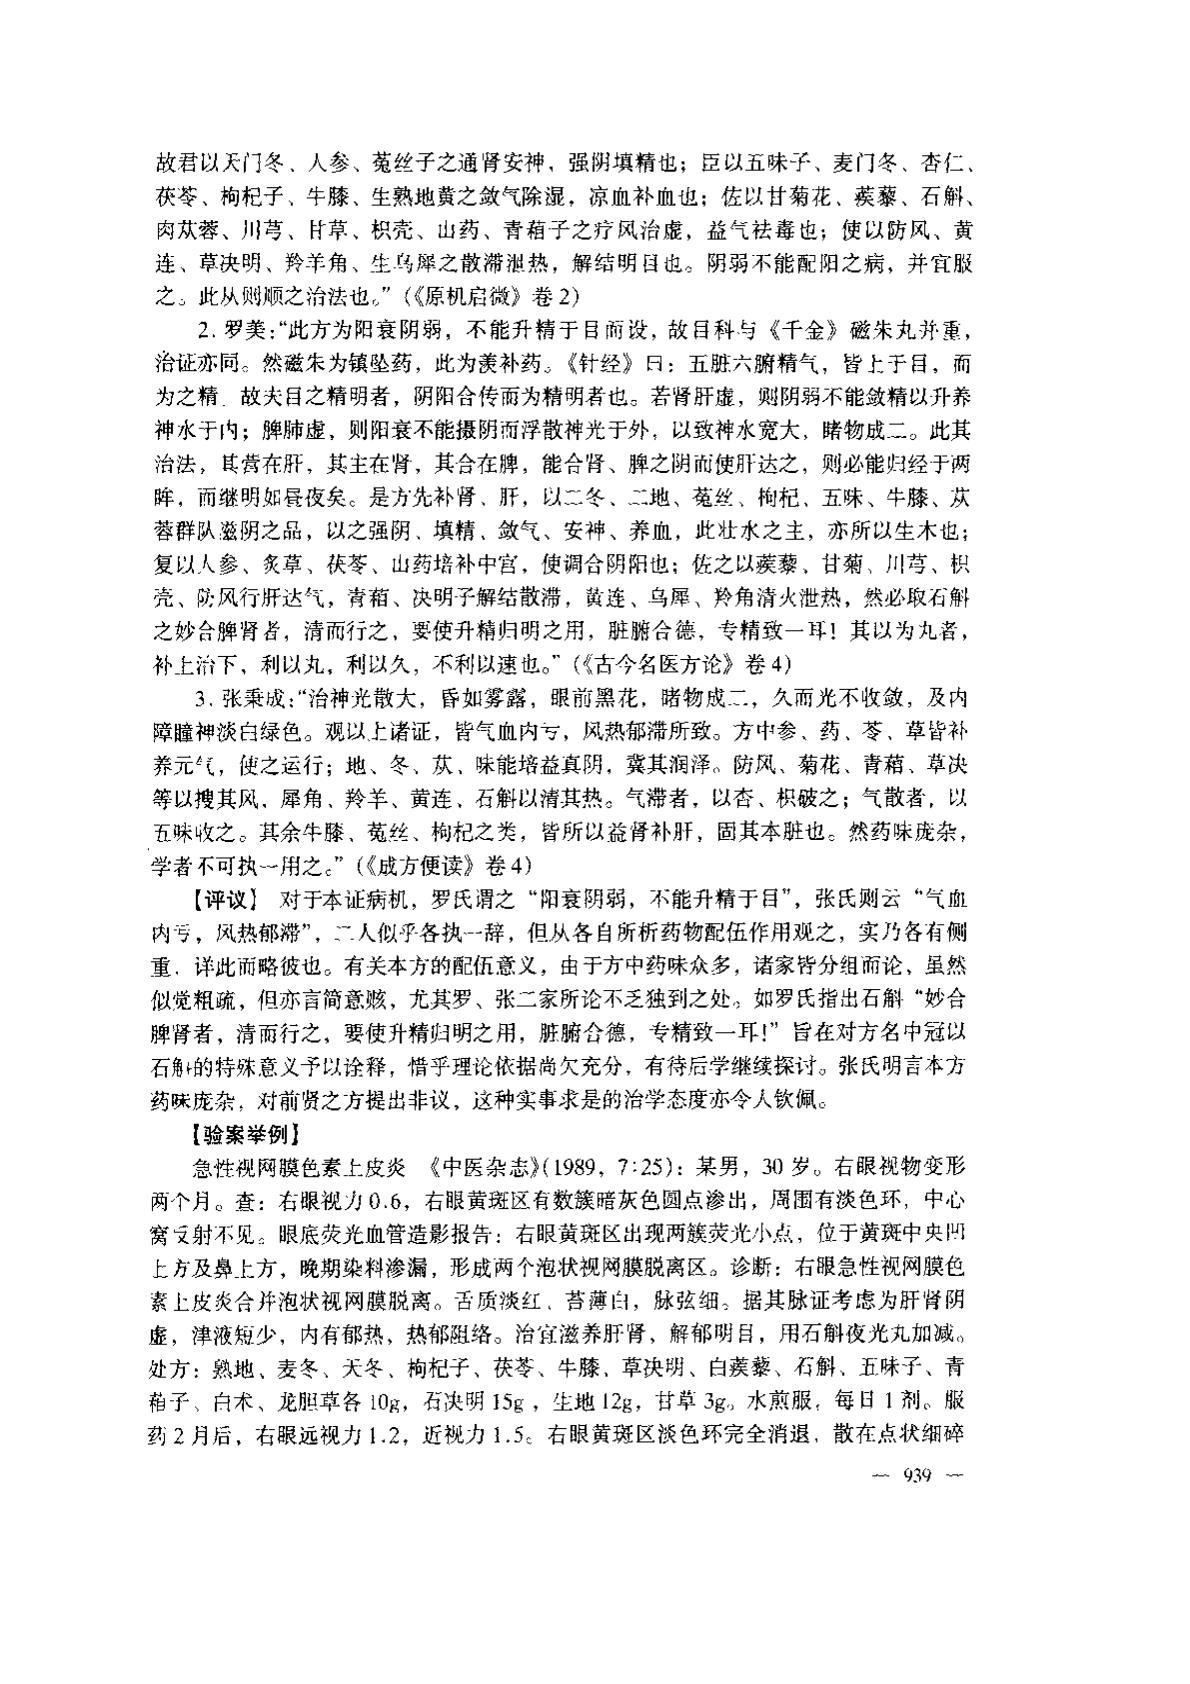 故君以天门冬、人参、菟丝子之通肾安神，强阴填精也；臣以五味子、麦门冬、杏仁、
茯苓、枸杞子、牛膝、生熟地黄之敛气除湿，凉血补血也；佐以甘菊花、蒺藜、石斛、
肉苁蓉、川芎、甘草、枳壳、山药、青葙子之疗风治虚，益气祛毒也；使以防风、黄
连、草决明、羚羊角、生乌犀之散滞泄热，解结明目也。阴弱不能配阳之病，并宜服
之。此从则顺之治法也。”（《原机启微》卷2）
2. 罗美：“此方为阳衰阴弱，不能升精于目而设，故目科与《千金》磁朱丸并重，
治证亦同。然磁朱为镇坠药，此为羡补药。《针经》曰：五脏六腑精气，皆上于目，而
为之精．故夫目之精明者，阴阳合传而为精明者也。若肾肝虚，则阴弱不能敛精以升养
神水于内；脾肺虚，则阳衰不能摄阴而浮散神光于外，以致神水宽大，睹物成二。此其
治法，其营在肝，其主在肾，其合在脾，能合肾、脾之阴而使肝达之，则必能归经于两
眸，而继明如昼夜矣。是方先补肾、肝，以二冬、二地、菟丝、枸杞、五味、牛膝、苁
蓉群队滋阴之品，以之强阴、填精、敛气、安神、养血，此壮水之主，亦所以生木也；
复以人参、炙草、茯苓、山药培补中宫，使调合阴阳也；佐之以蒺藜、甘菊、川芎、枳
壳、防风行肝达气，青葙、决明子解结散滞，黄连、乌犀、羚角清火泄热，然必取石斛
之妙合脾肾者，清而行之，要使升精归明之用，脏腑合德，专精致一耳！其以为丸者，
补上治下，利以丸，利以久，不利以速也。”（《古今名医方论》卷4）
3. 张秉成：“治神光散大，昏如雾露，眼前黑花，睹物成二，久而光不收敛，及内
障瞳神淡白绿色。观以上诸证，皆气血内亏，风热郁滞所致。方中参、药、苓、草皆补
养元气，使之运行；地、冬、苁、味能培益真阴，冀其润泽。防风、菊花、青葙、草决
等以搜其风，犀角、羚羊、黄连、石斛以清其热。气滞者，以杏、枳破之；气散者，以
五味收之。其余牛膝、菟丝、枸杞之类，皆所以益肾补肝，固其本脏也。然药味庞杂，
学者不可执一用之。”（《成方便读》卷4）
【评议】 对于本证病机，罗氏谓之“阳衰阴弱，不能升精于目”，张氏则云“气血
内亏，风热郁滞”，二人似乎各执一辞，但从各自所析药物配伍作用观之，实乃各有侧
重，详此而略彼也。有关本方的配伍意义，由于方中药味众多，诸家皆分组而论，虽然
似觉粗疏，但亦言简意赅，尤其罗、张二家所论不乏独到之处。如罗氏指出石斛“妙合
脾肾者，清而行之，要使升精归明之用，脏腑合德，专精致一耳！”旨在对方名中冠以
石斛的特殊意义予以诠释，惜乎理论依据尚欠充分，有待后学继续探讨。张氏明言本方
药味庞杂，对前贤之方提出非议，这种实事求是的治学态度亦令人钦佩。
【验案举例】
急性视网膜色素上皮炎 《中医杂志》（1989，7∶25）：某男，30岁。右眼视物变形
两个月。查：右眼视力0.6，右眼黄斑区有数簇暗灰色圆点渗出，周围有淡色环，中心
窝反射不见。眼底荧光血管造影报告：右眼黄斑区出现两簇荧光小点，位于黄斑中央凹
上方及鼻上方，晚期染料渗漏，形成两个泡状视网膜脱离区。诊断：右眼急性视网膜色
素上皮炎合并泡状视网膜脱离。舌质淡红、苔薄白，脉弦细。据其脉证考虑为肝肾阴
虚，津液短少，内有郁热，热郁阻络。治宜滋养肝肾，解郁明目，用石斛夜光丸加减。
处方：熟地、麦冬、天冬、枸杞子、茯苓、牛膝、草决明、白蒺藜、石斛、五味子、青
葙子、白术、龙胆草各10g，石决明15g，生地12g，甘草3g。水煎服，每日1剂。服
药2月后，右眼远视力1.2，近视力1.5。右眼黄斑区淡色环完全消退，散在点状细碎
— 939 —